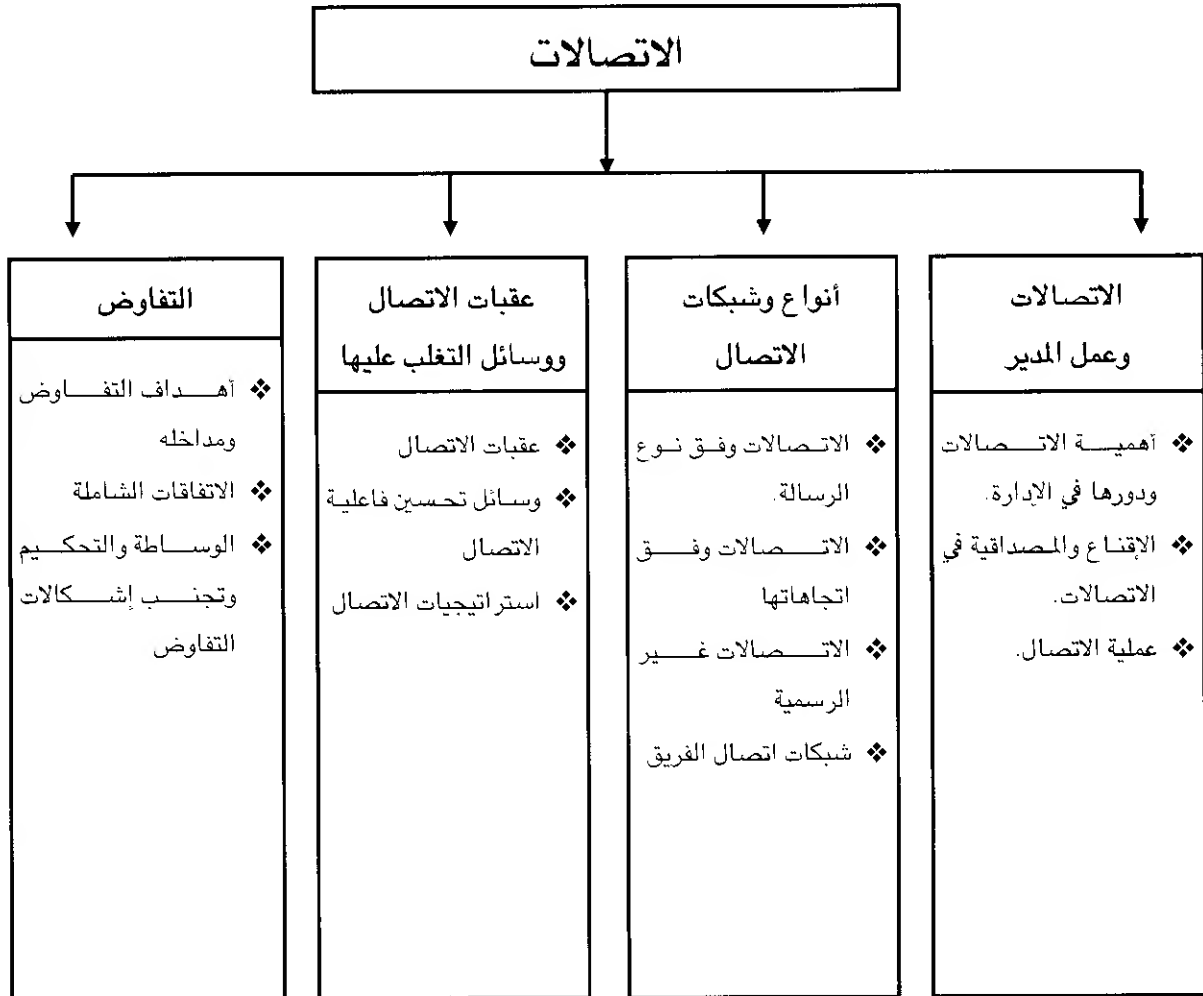 الاتصالات
الاتصالات
وعمل المدير
❖ أهمية الاتصالات
ودورها في الإدارة.
❖ الإقناع والمصداقية في
الاتصالات.
❖ عملية الاتصال.
أنواع وشبكات
الاتصال
❖ الاتصالات وفق نوع
الرسالة.
❖ الاتصالات وفق
اتجاهاتها
❖ الاتصالات غير
الرسمية
❖ شبكات اتصال الفريق
عقبات الاتصال
ووسائل التغلب عليها
❖ عقبات الاتصال
❖ وسائل تحسين فاعلية
الاتصال
❖ استراتيجيات الاتصال
التفاوض
❖ أهداف التفاوض
ومداخله
❖ الاتفاقات الشاملة
❖ الوساطة والتحكيم
وتجنب إشكالات
التفاوض